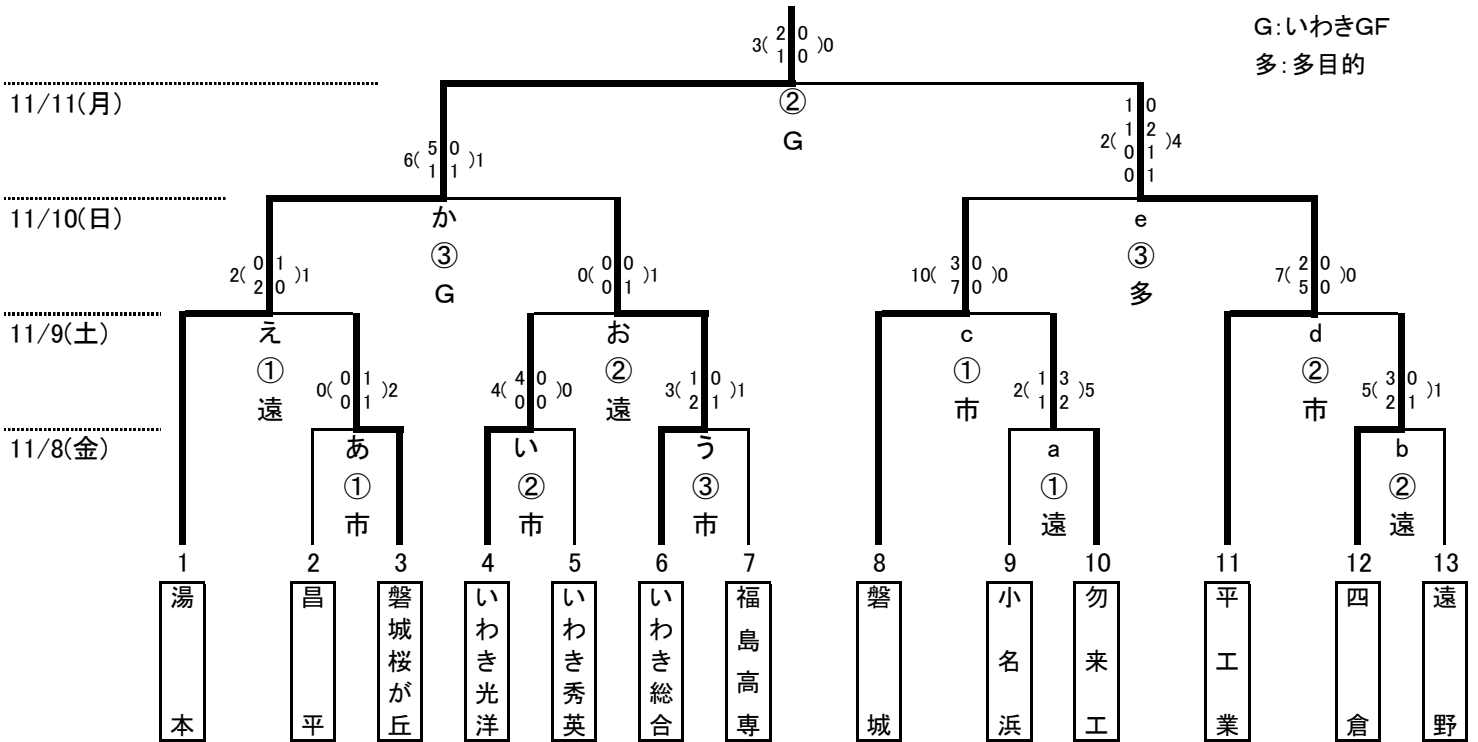 G:いわきGF
多:多目的
3( 2 0 )0
1 0
11/11(月)
②
G
6( 5 0 )1
1 1
1 0
2( 1 2 )4
0 1
0 1
11/10(日)
か
③
G
e
③
多
2( 0 1 )1
2 0
0( 0 0 )1
0 1
10( 3 0 )0
7 0
7( 2 0 )0
5 0
11/9(土)
え
①
遠
お
②
遠
c
①
市
d
②
市
0( 0 1 )2
0 1
4( 4 0 )0
0 0
3( 1 0 )1
2 1
2( 1 3 )5
1 2
5( 3 0 )1
2 1
11/8(金)
あ
①
市
い
②
市
う
③
市
a
①
遠
b
②
遠
1 2 3 4 5 6 7 8 9 10 11 12 13
湯本
昌平
磐城桜が丘
いわき光洋
いわき秀英
いわき総合
福島高専
磐城
小名浜
勿来工
平工業
四倉
遠野